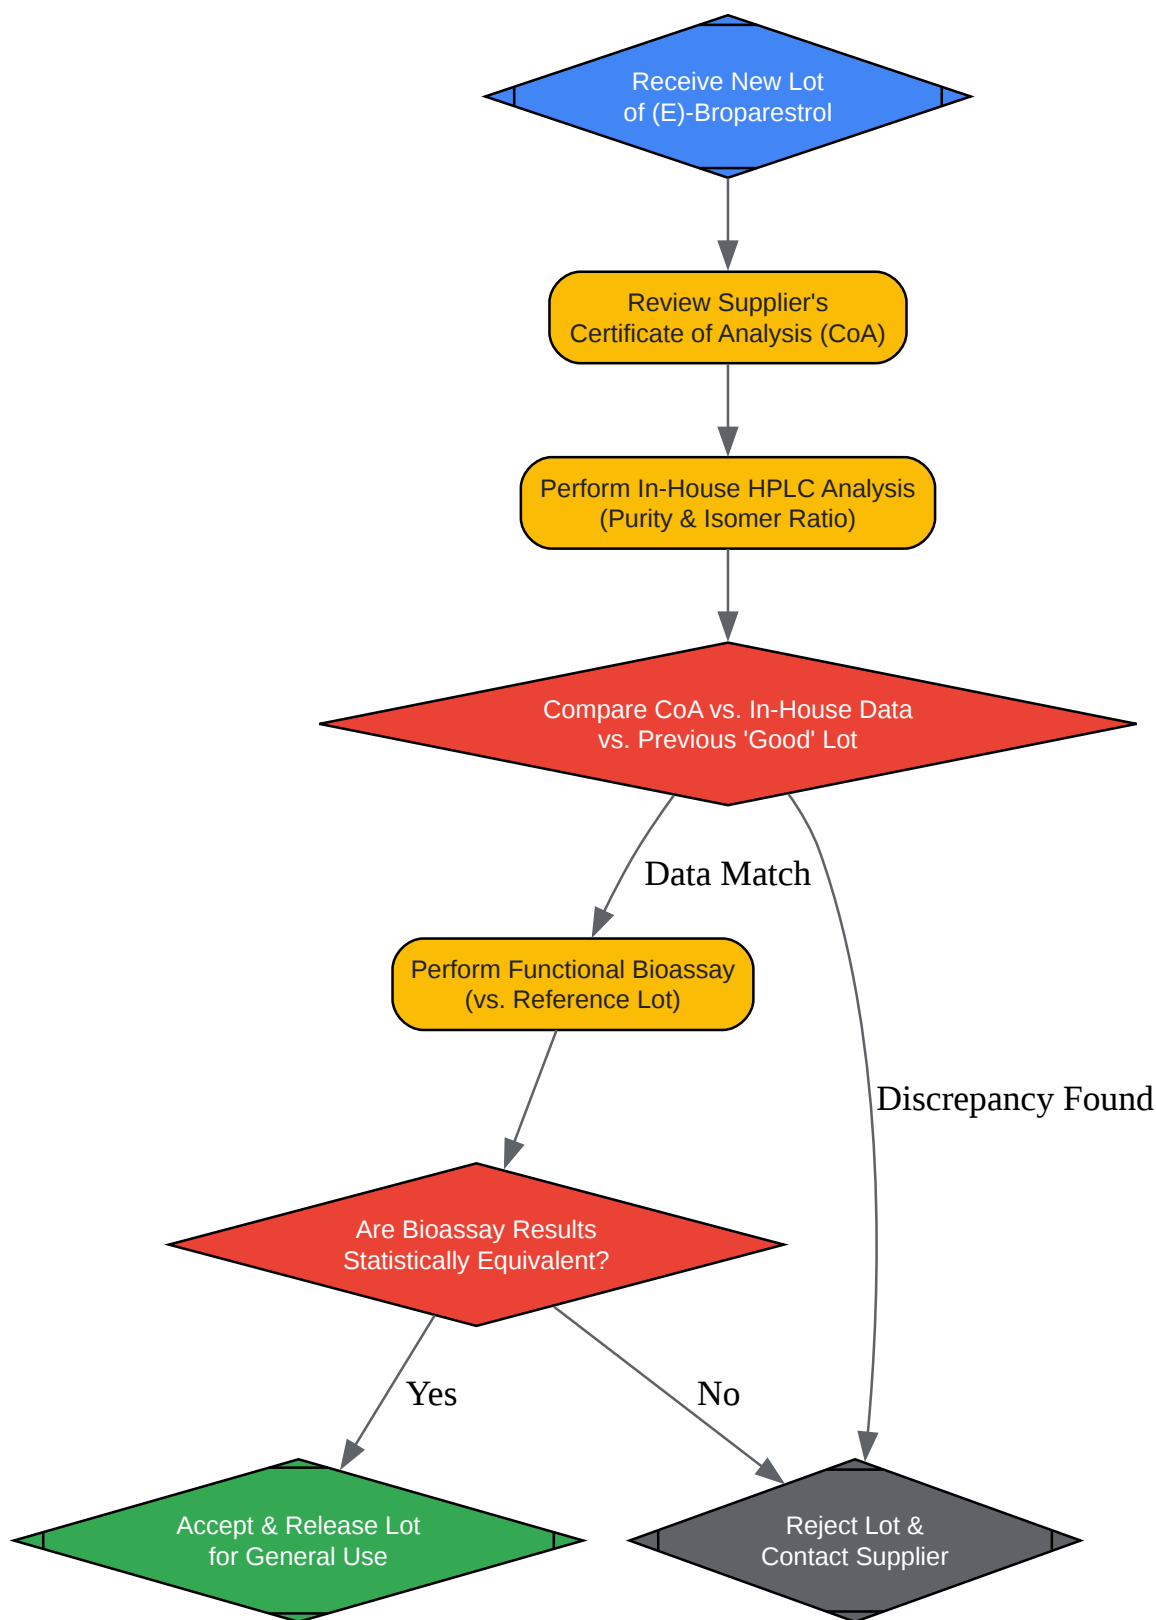 Receive New Lot
of (E)-Broparestrol
Review Supplier's
Certificate of Analysis (CoA)
Perform In-House HPLC Analysis
(Purity & Isomer Ratio)
Compare CoA vs. In-House Data
vs. Previous 'Good' Lot
Data Match
Perform Functional Bioassay
(vs. Reference Lot)
Discrepancy Found
Are Bioassay Results
Statistically Equivalent?
Yes
No
Accept & Release Lot
for General Use
Reject Lot &
Contact Supplier